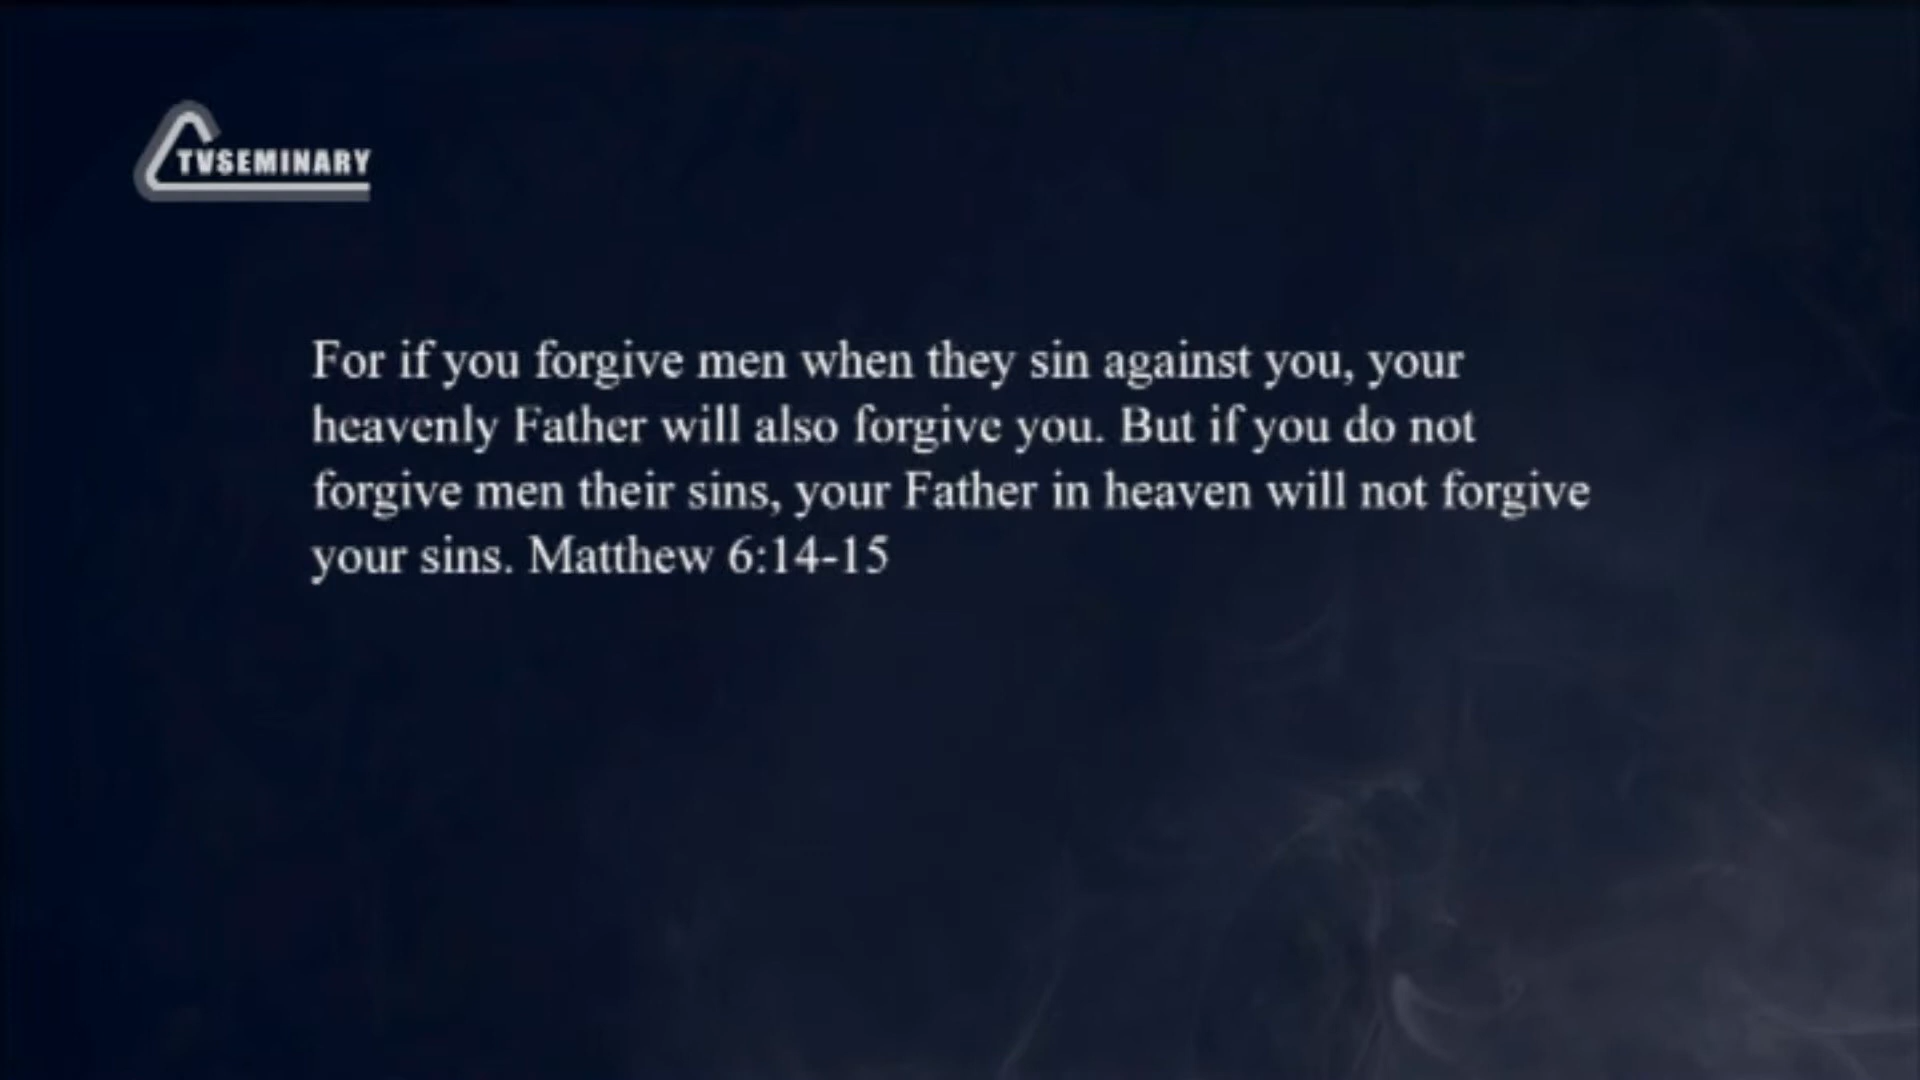 TVSEMINARY
For if you forgive men when they sin against you, your
heavenly Father will also forgive you. But if you do not
forgive men their sins, your Father in heaven will not forgive
your sins. Matthew 6:14-15